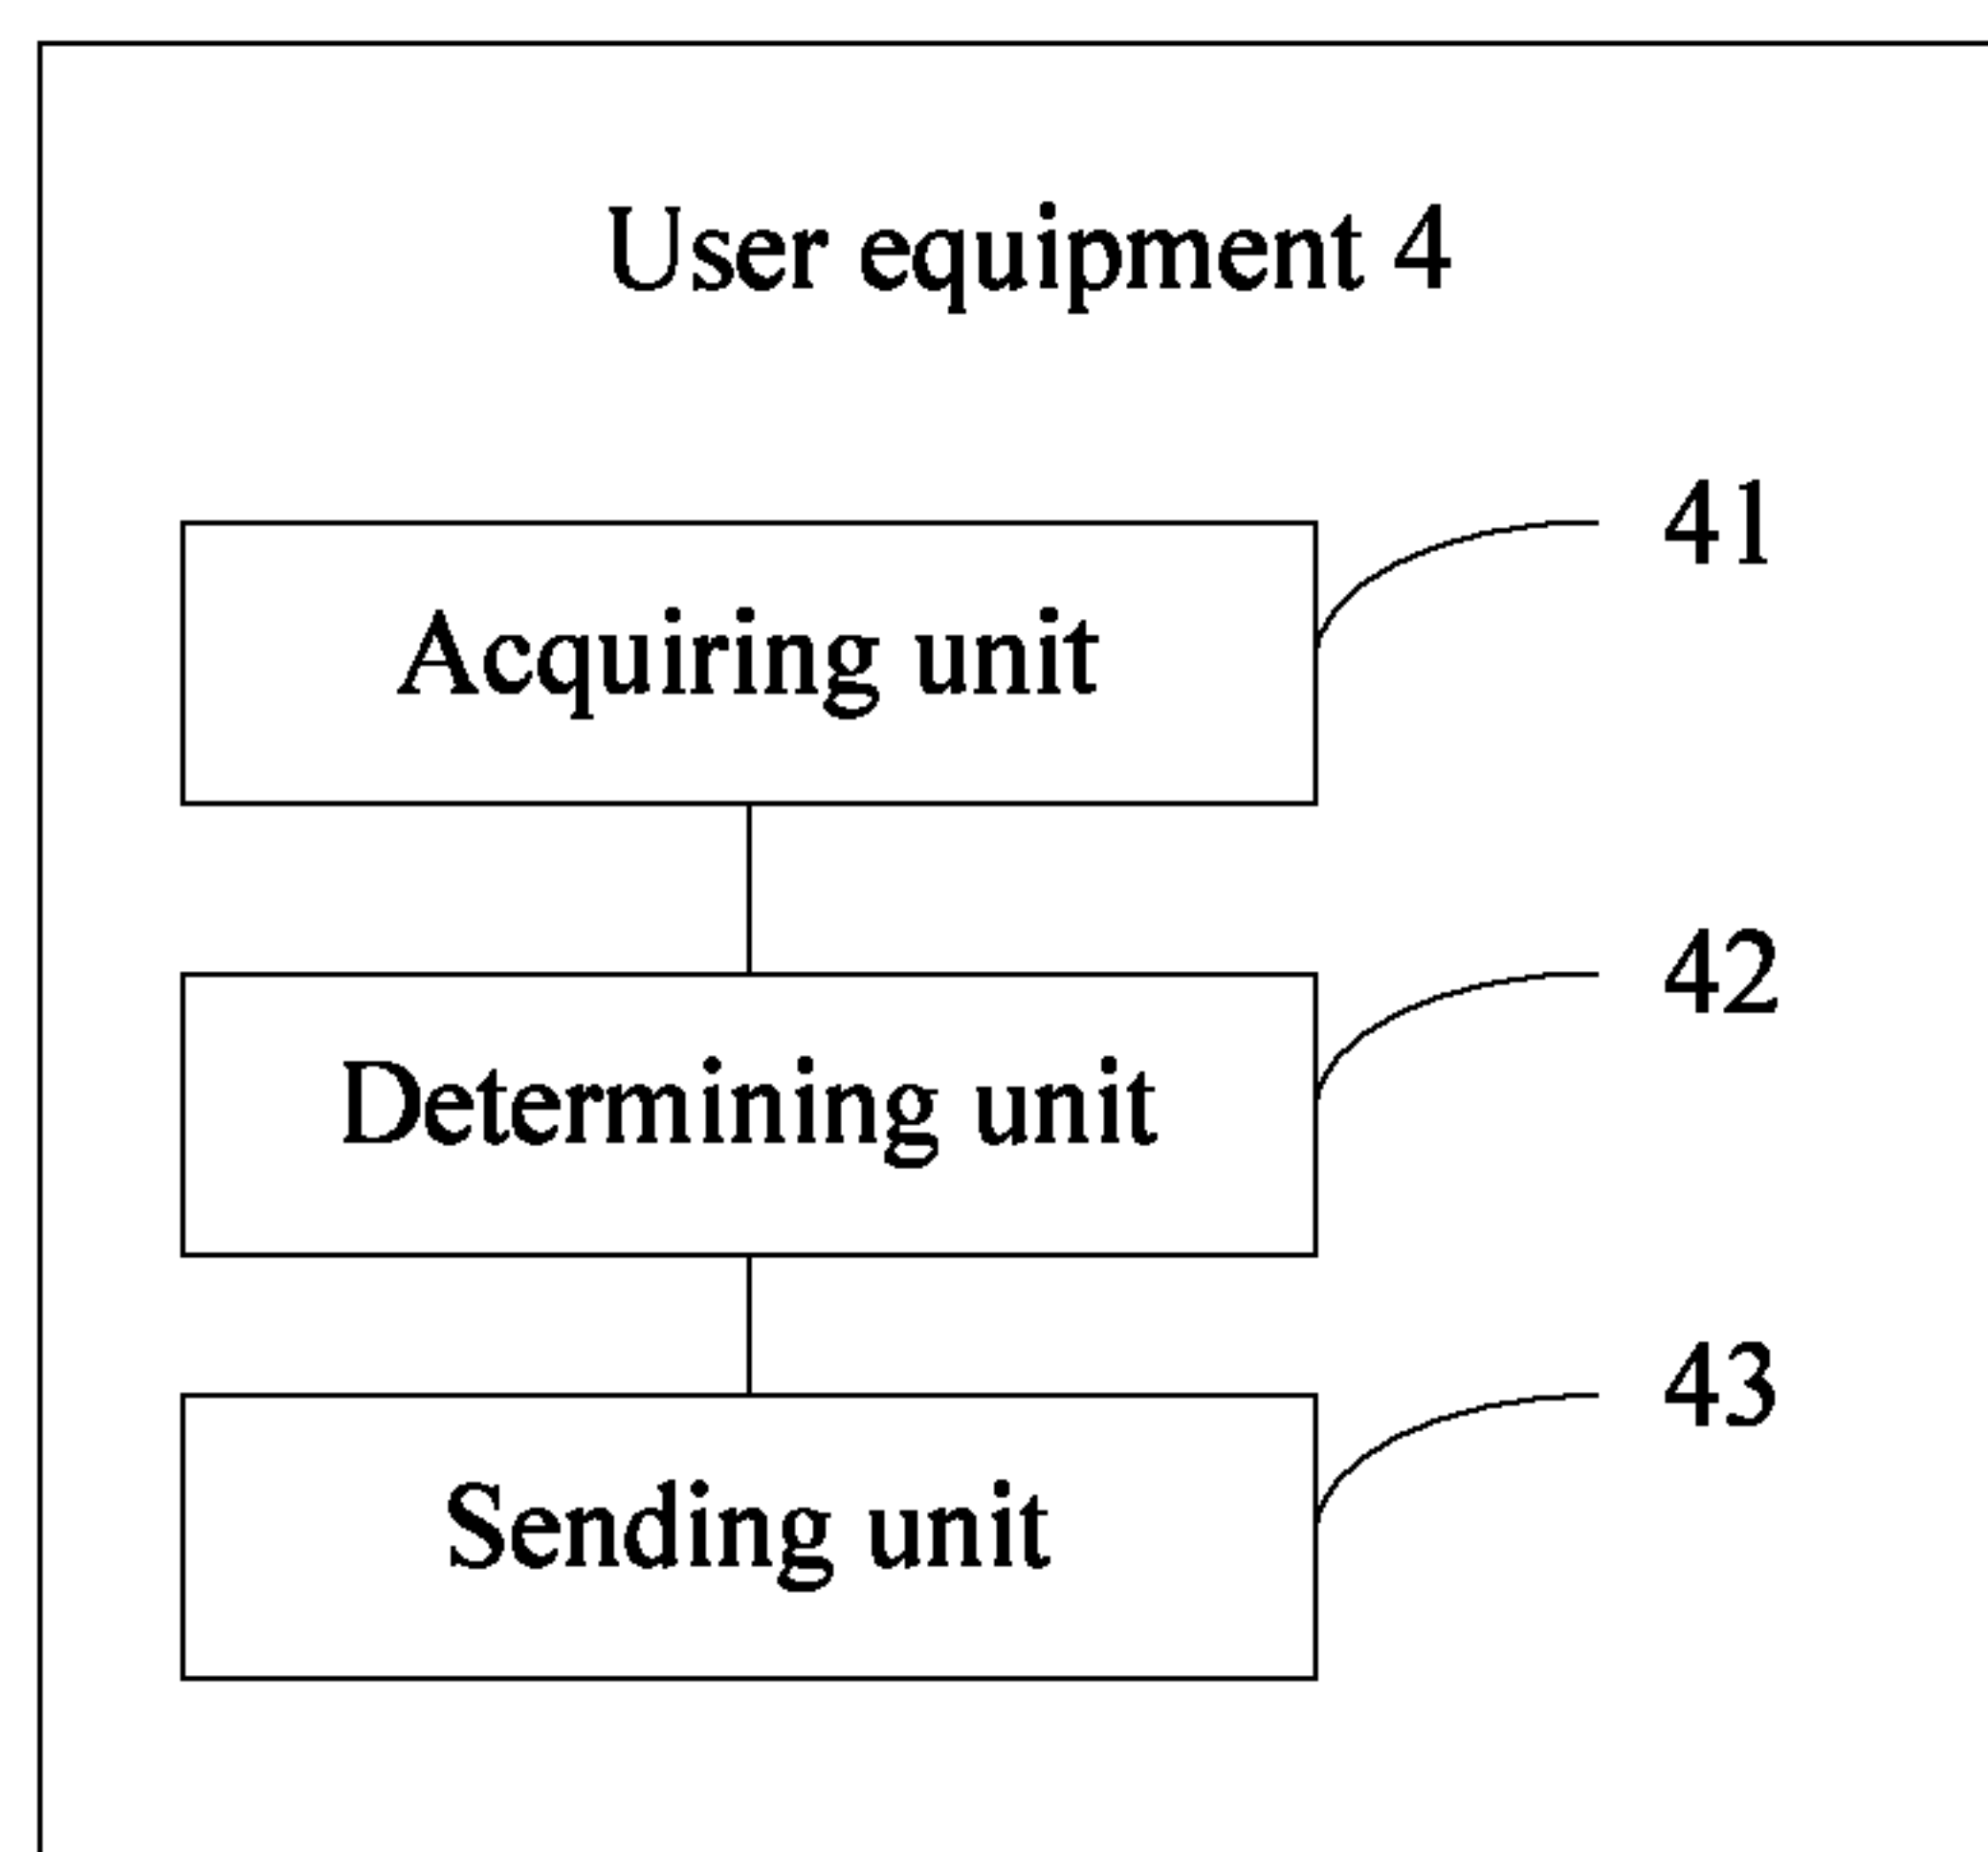 User equipment 4
41
Acquiring unit
42
Determining unit
43
Sending unit